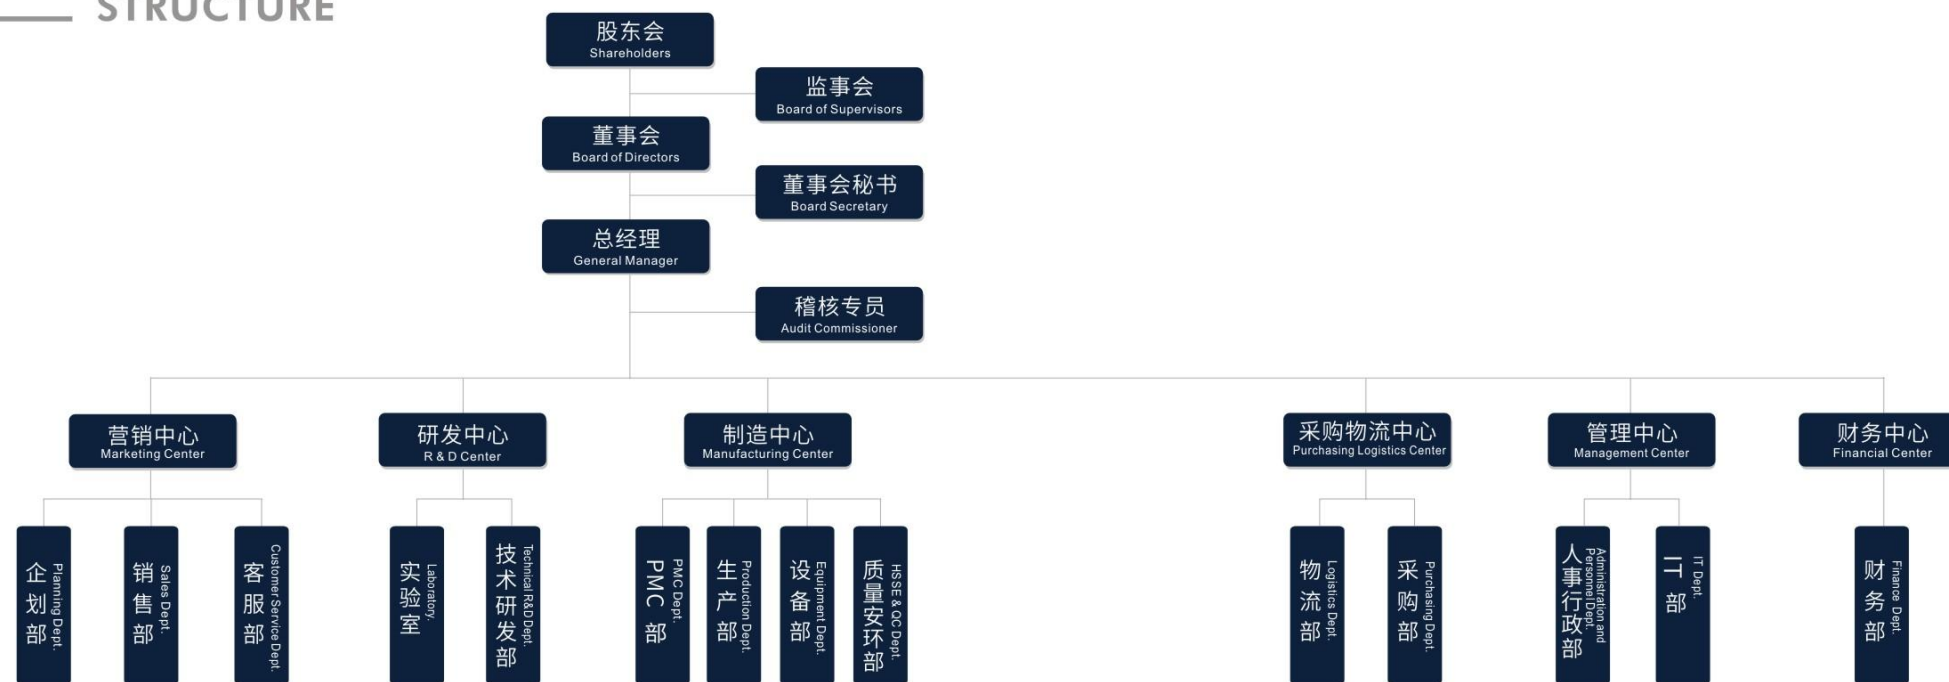 STRUCTURE
股东会
Shareholders
监事会
Board of Supervisors
董事会
Board of Directors
董事会秘书
Board Secretary
总经理
General Manager
稽核专员
Audit Commissioner
营销中心
Marketing Center
研发中心
R & D Center
制造中心
Manufacturing Center
采购物流中心
Purchasing Logistics Center
管理中心
Management Center
财务中心
Financial Center
企划部
Planning Dept.
销售部
Sales Dept.
客服部
Customer Service Dept.
实验室
Laboratory.
技术研发部
Technical R&D Dept.
PMC 部
PMC Dept.
生产部
Production Dept.
设备部
Equipment Dept.
质量安环部
HSSE & QC Dept.
物流部
Logistics Dept.
采购部
Purchasing Dept.
人事行政部
Administration and
Personnel Dept.
IT 部
IT Dept.
财务部
Finance Dept.